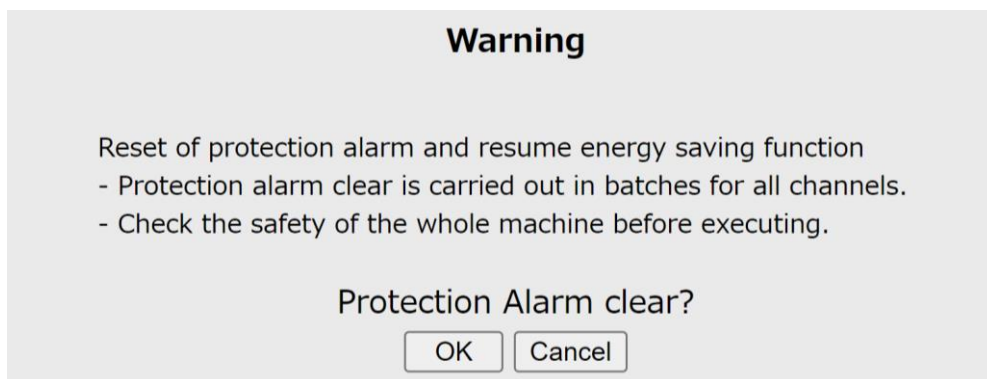 Warning
Reset of protection alarm and resume energy saving function
- Protection alarm clear is carried out in batches for all channels.
- Check the safety of the whole machine before executing.
Protection Alarm clear?
OK Cancel